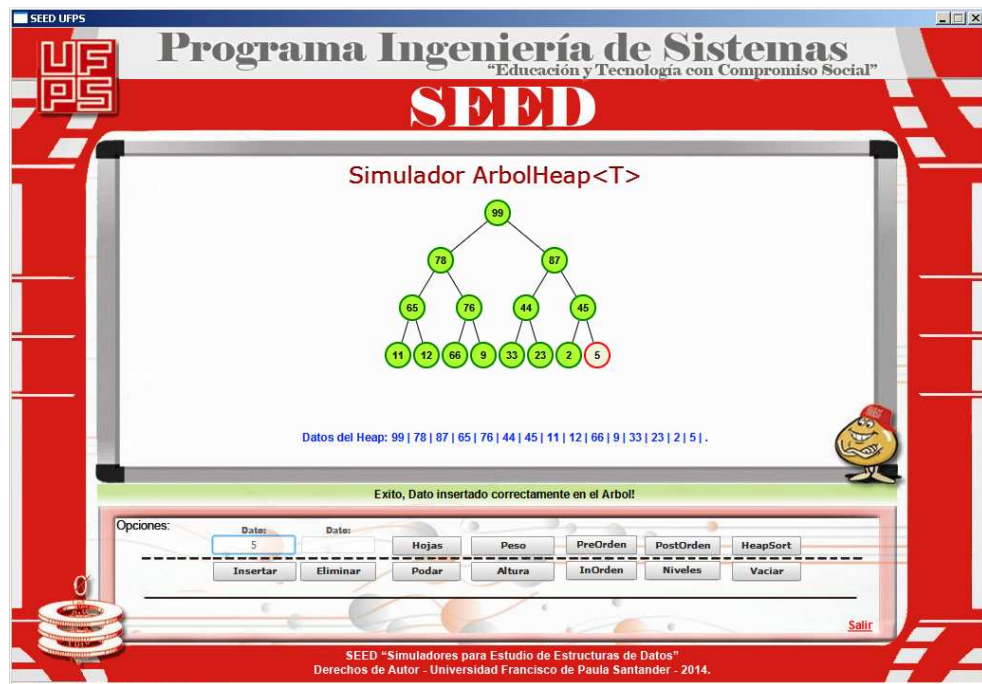 SEED UFPS
UFPS
Programa Ingeniería de Sistemas
“Educación y Tecnología con Compromiso Social”
SEED
Simulador ArbolHeap<T>
99
78 87
65 76 44 45
11 12 66 9 33 23 2 5
Datos del Heap: 99 | 78 | 87 | 65 | 76 | 44 | 45 | 11 | 12 | 66 | 9 | 33 | 23 | 2 | 5 | .
Exito, Dato insertado correctamente en el Arbol!
Opciones:
Dato: Dato:
5 Hojas Peso PreOrden PostOrden HeapSort
Insertar Eliminar Podar Altura InOrden Niveles Vaciar
Salir
SEED “Simuladores para Estudio de Estructuras de Datos”
Derechos de Autor - Universidad Francisco de Paula Santander - 2014.